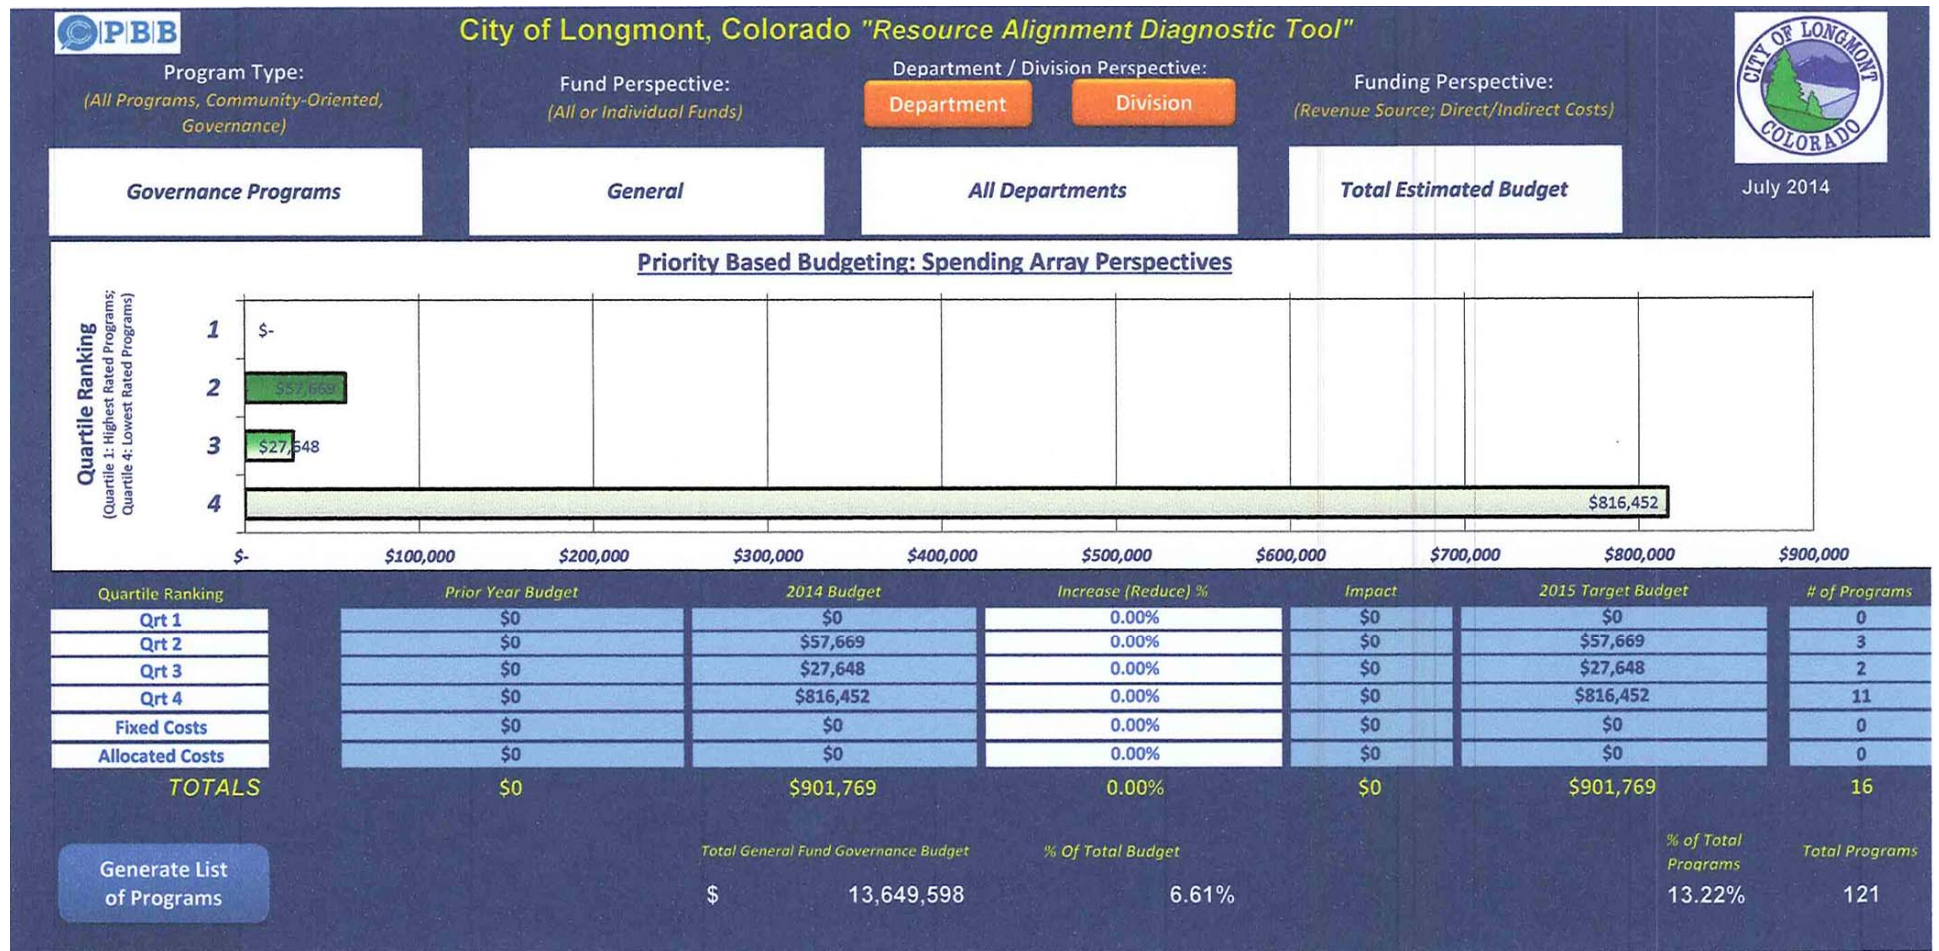 PBB
City of Longmont, Colorado "Resource Alignment Diagnostic Tool"
Program Type:
(All Programs, Community-Oriented,
Governance)
Fund Perspective:
(All or Individual Funds)
Department / Division Perspective:
Department
Division
Funding Perspective:
(Revenue Source; Direct/Indirect Costs)
CITY OF LONGMONT
COLORADO
Governance Programs
General
All Departments
Total Estimated Budget
July 2014
Priority Based Budgeting: Spending Array Perspectives
Quartile Ranking
(Quartile 1: Highest Rated Programs;
Quartile 4: Lowest Rated Programs)
1 $-
2 $57,669
3 $27,648
4 $816,452
$- $100,000 $200,000 $300,000 $400,000 $500,000 $600,000 $700,000 $800,000 $900,000
Quartile Ranking Prior Year Budget 2014 Budget Increase (Reduce) % Impact 2015 Target Budget # of Programs
Qrt 1 $0 $0 0.00% $0 $0 0
Qrt 2 $0 $57,669 0.00% $0 $57,669 3
Qrt 3 $0 $27,648 0.00% $0 $27,648 2
Qrt 4 $0 $816,452 0.00% $0 $816,452 11
Fixed Costs $0 $0 0.00% $0 $0 0
Allocated Costs $0 $0 0.00% $0 $0 0
TOTALS $0 $901,769 0.00% $0 $901,769 16
Generate List
of Programs
Total General Fund Governance Budget
$ 13,649,598
% Of Total Budget
6.61%
% of Total
Programs
13.22%
Total Programs
121